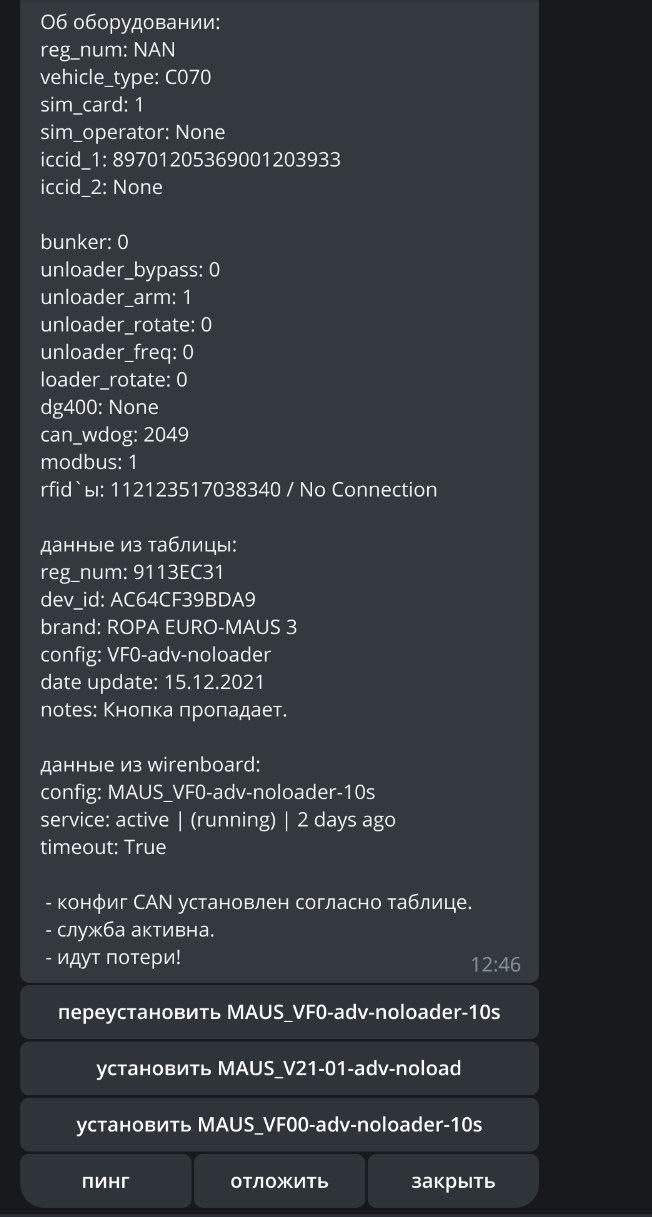 Об оборудовании:
reg_num: NAN
vehicle_type: C070
sim_card: 1
sim_operator: None
iccid_1: 89701205369001203933
iccid_2: None
bunker: 0
unloader_bypass: 0
unloader_arm: 1
unloader_rotate: 0
unloader_freq: 0
loader_rotate: 0
dg400: None
can_wdog: 2049
modbus: 1
rfid`ы: 112123517038340 / No Connection
данные из таблицы:
reg_num: 9113EC31
dev_id: AC64CF39BDA9
brand: ROPA EURO-MAUS 3
config: VF0-adv-noloader
date update: 15.12.2021
notes: Кнопка пропадает.
данные из wirenboard:
config: MAUS_VF0-adv-noloader-10s
service: active | (running) | 2 days ago
timeout: True
- конфиг CAN установлен согласно таблице.
- служба активна.
- идут потери!
12:46
переустановить MAUS_VF0-adv-noloader-10s
установить MAUS_V21-01-adv-noload
установить MAUS_VF00-adv-noloader-10s
пинг отложить закрыть